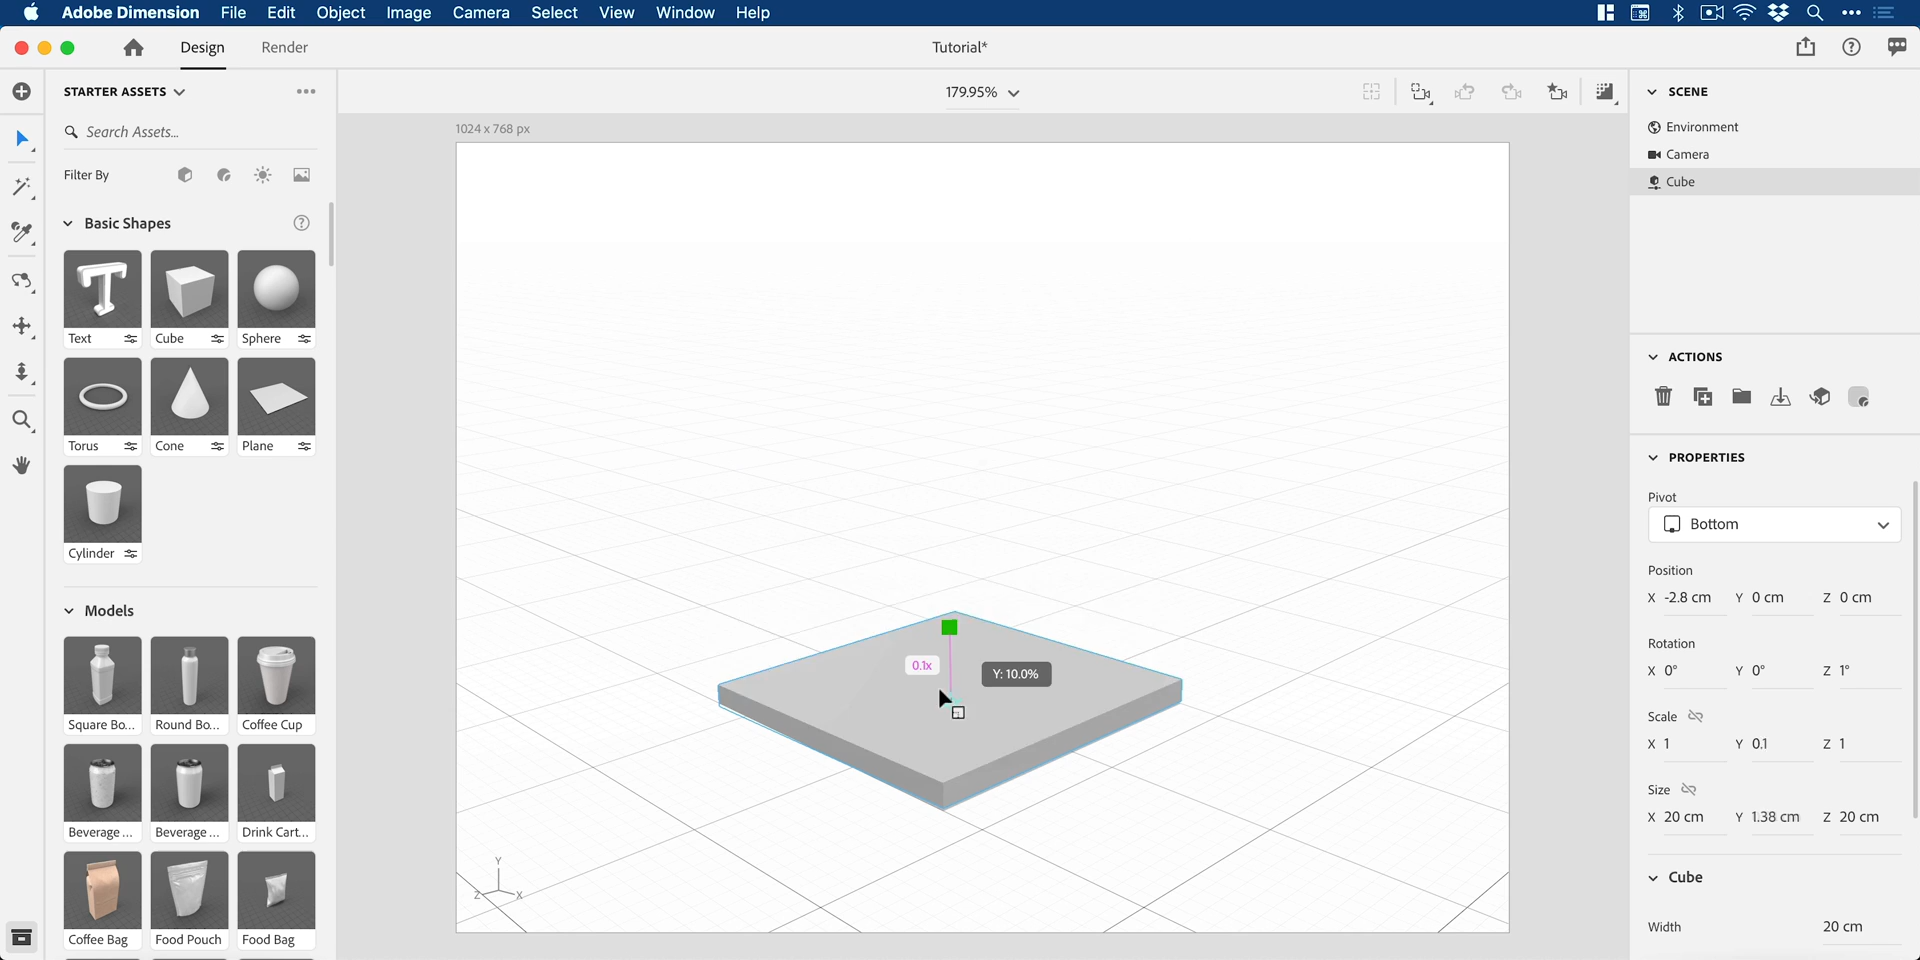 Adobe Dimension File Edit Object Image Camera Select View Window Help
Design Render Tutorial*
STARTER ASSETS
Search Assets...
Filter By
Basic Shapes
Text Cube Sphere
Torus Cone Plane
Cylinder
Models
Square Bo... Round Bo... Coffee Cup
Beverage ... Beverage ... Drink Cart...
Coffee Bag Food Pouch Food Bag
179.95%
1024 x 768 px
0.1x
Y: 10.0%
Y
Z X
SCENE
Environment
Camera
Cube
ACTIONS
PROPERTIES
Pivot
Bottom
Position
X -2.8 cm Y 0 cm Z 0 cm
Rotation
X 0° Y 0° Z 1°
Scale
X 1 Y 0.1 Z 1
Size
X 20 cm Y 1.38 cm Z 20 cm
Cube
Width 20 cm